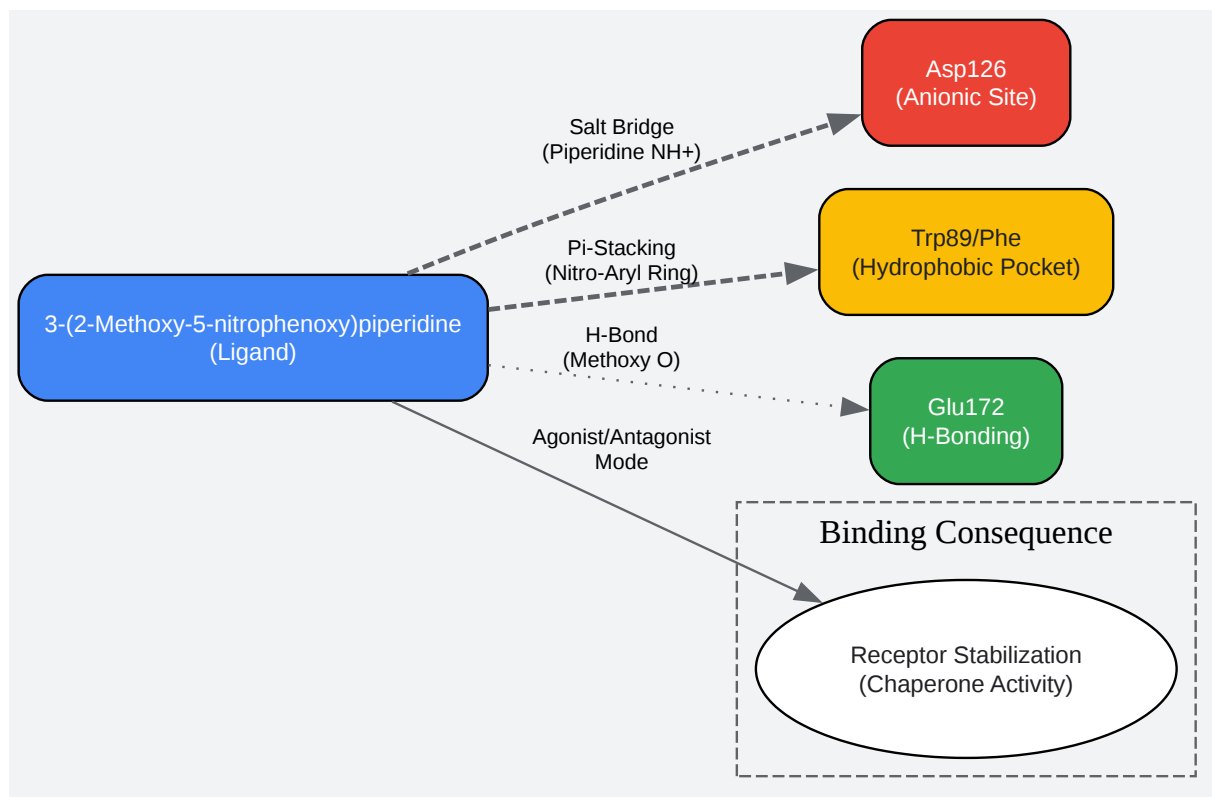 Asp126
(Anionic Site)
Salt Bridge
(Piperidine NH+)
Trp89/Phe
(Hydrophobic Pocket)
Pi-Stacking
(Nitro-Aryl Ring)
3-(2-Methoxy-5-nitrophenoxy)piperidine
(Ligand)
H-Bond
(Methoxy O)
Glu172
(H-Bonding)
Agonist/Antagonist
Mode
Binding Consequence
Receptor Stabilization
(Chaperone Activity)